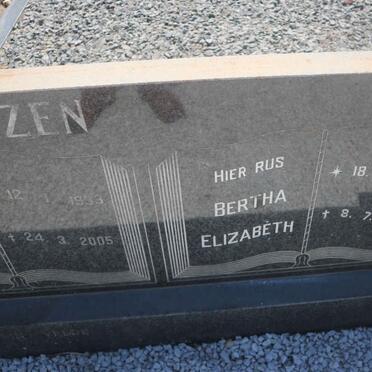 ZEN
12. 1. 1933
† 24. 3. 2005
HIER RUS
BERTHA
ELIZABETH
* 18.
† 8. 7